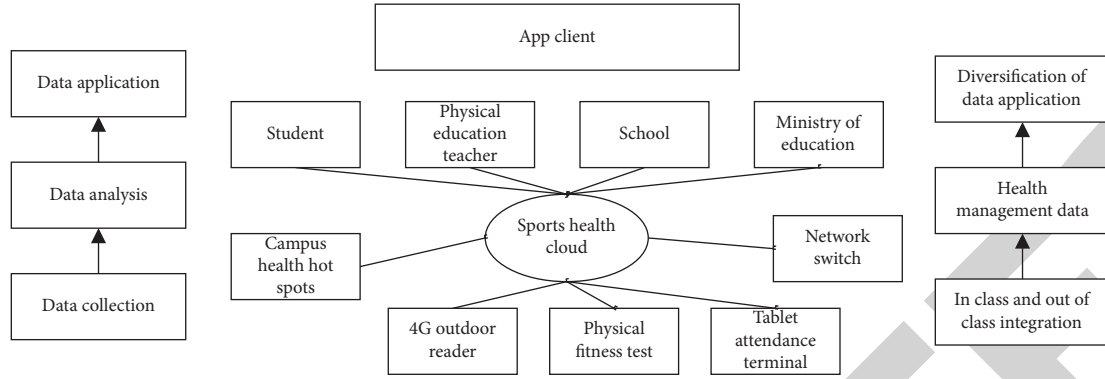 App client
Data application
Diversification of
data application
Student
Physical
education
teacher
School
Ministry of
education
Data analysis
Sports health
cloud
Health
management data
Campus
health hot
spots
Network
switch
Data collection
4G outdoor
reader
Physical
fitness test
Tablet
attendance
terminal
In class and out of
class integration